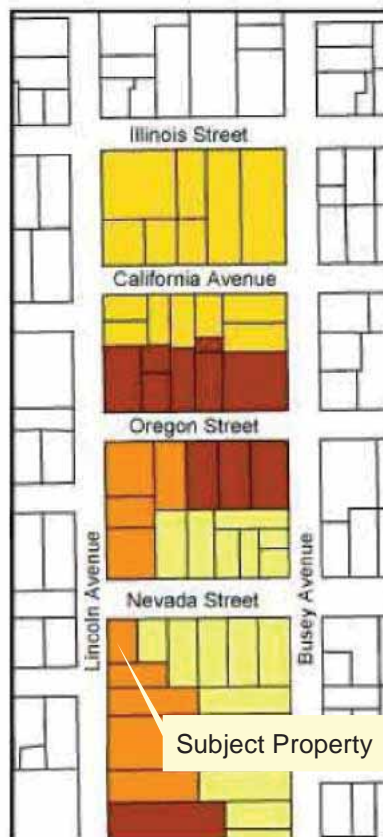 Illinois Street
California Avenue
Oregon Street
Lincoln Avenue
Busey Avenue
Nevada Street
Subject Property